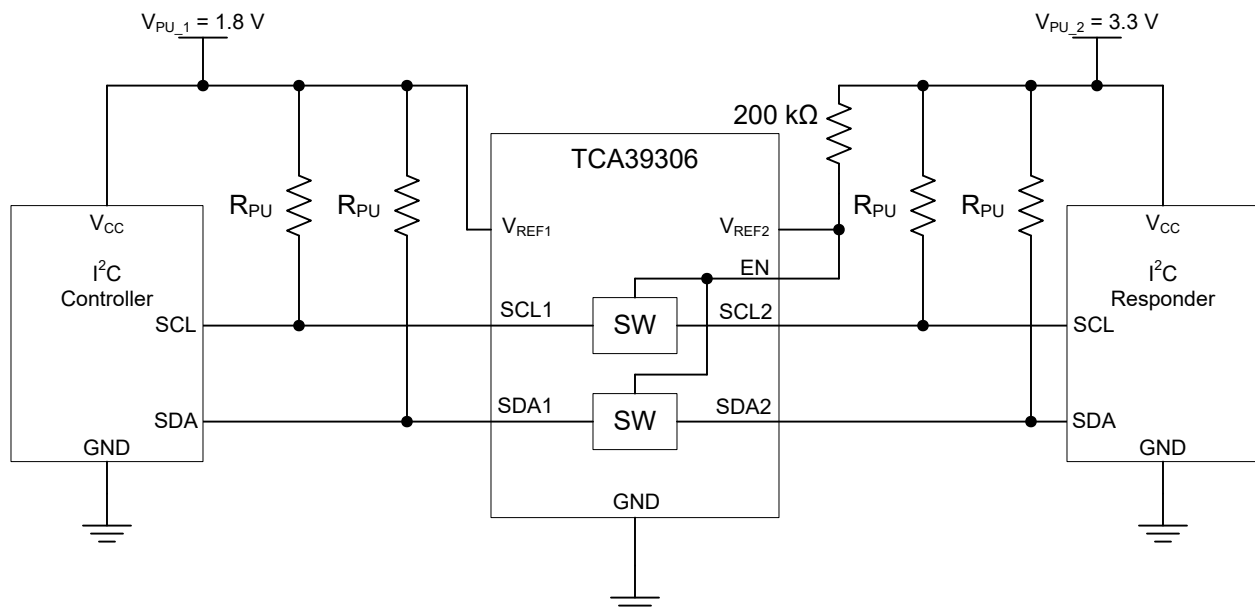 V_PU_1 = 1.8 V
V_PU_2 = 3.3 V
200 kΩ
TCA39306
R_PU
R_PU
R_PU
R_PU
V_CC
I²C
Controller
SCL
SDA
GND
V_REF1
V_REF2
EN
SCL1
SW
SCL2
SDA1
SW
SDA2
GND
V_CC
I²C
Responder
SCL
SDA
GND